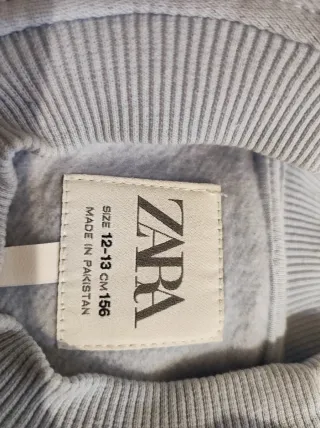 ZARA
SIZE 12-13 CM 156
MADE IN PAKISTAN